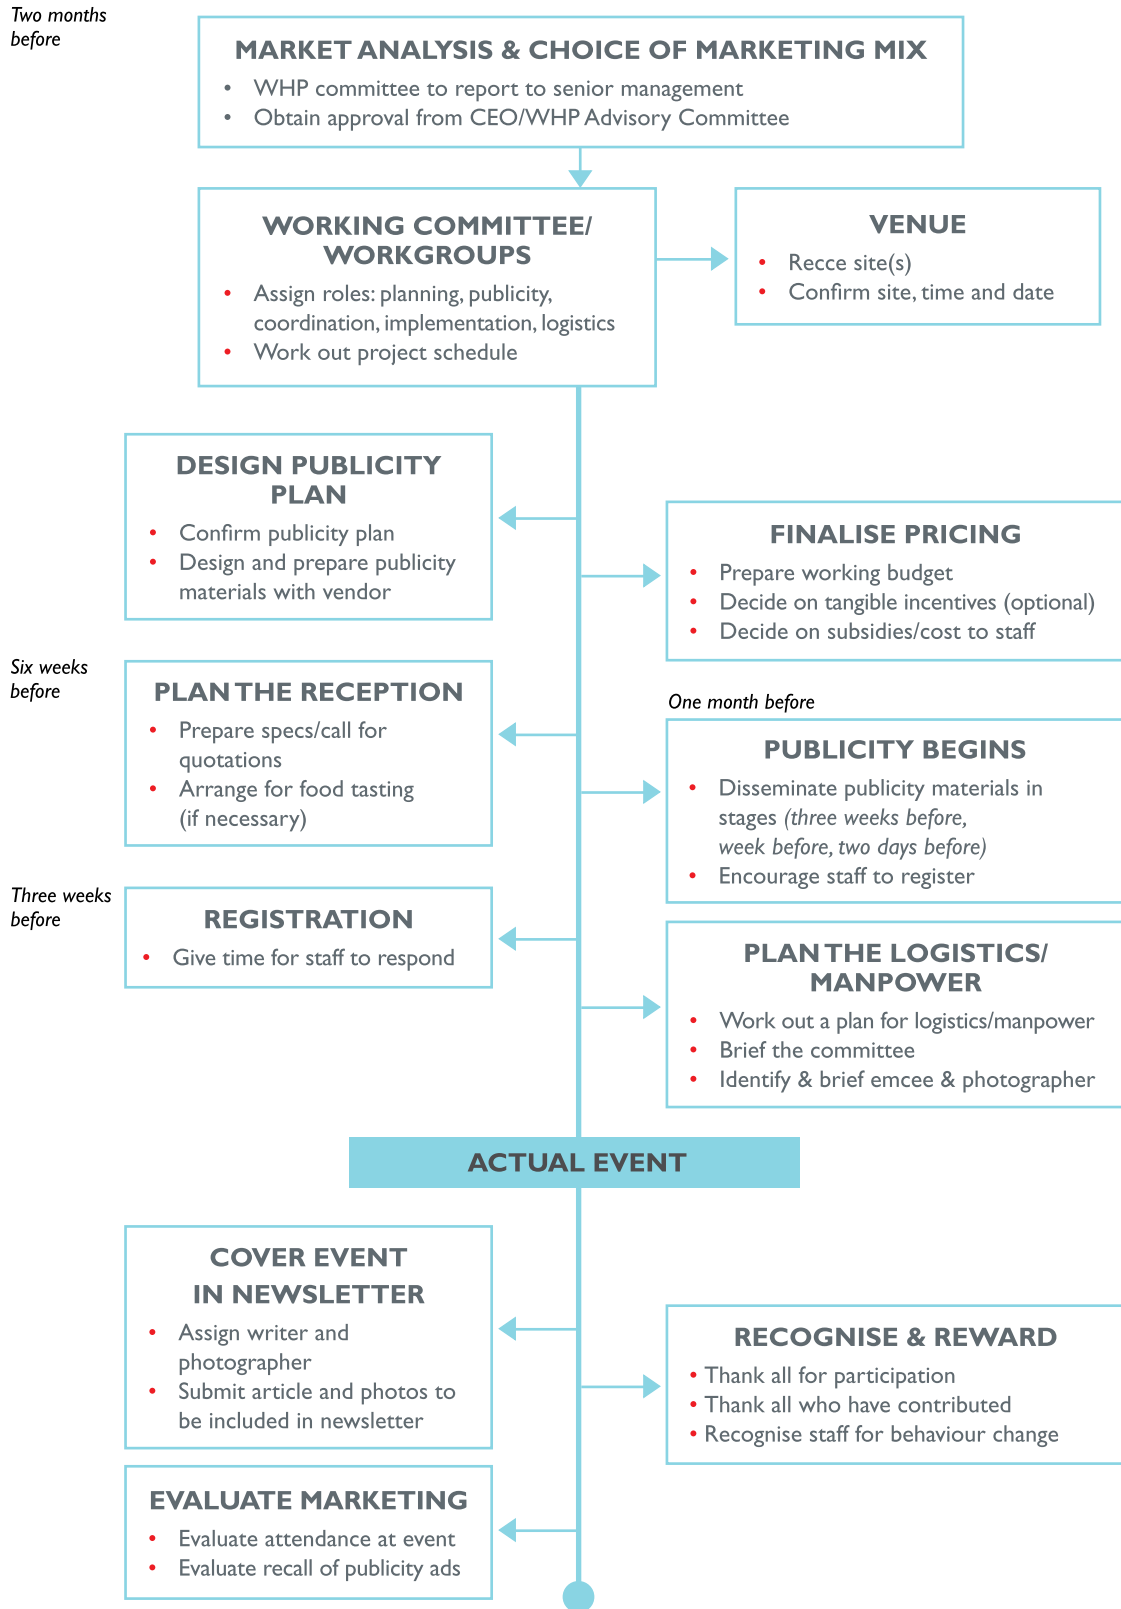 Two months
before
MARKET ANALYSIS & CHOICE OF MARKETING MIX
• WHP committee to report to senior management
• Obtain approval from CEO/WHP Advisory Committee
WORKING COMMITTEE/
WORKGROUPS
• Assign roles: planning, publicity,
coordination, implementation, logistics
• Work out project schedule
VENUE
• Recce site(s)
• Confirm site, time and date
DESIGN PUBLICITY
PLAN
• Confirm publicity plan
• Design and prepare publicity
materials with vendor
FINALISE PRICING
• Prepare working budget
• Decide on tangible incentives (optional)
• Decide on subsidies/cost to staff
Six weeks
before
PLAN THE RECEPTION
• Prepare specs/call for
quotations
• Arrange for food tasting
(if necessary)
One month before
PUBLICITY BEGINS
• Disseminate publicity materials in
stages (three weeks before,
week before, two days before)
• Encourage staff to register
Three weeks
before
REGISTRATION
• Give time for staff to respond
PLAN THE LOGISTICS/
MANPOWER
• Work out a plan for logistics/manpower
• Brief the committee
• Identify & brief emcee & photographer
ACTUAL EVENT
COVER EVENT
IN NEWSLETTER
• Assign writer and
photographer
• Submit article and photos to
be included in newsletter
RECOGNISE & REWARD
• Thank all for participation
• Thank all who have contributed
• Recognise staff for behaviour change
EVALUATE MARKETING
• Evaluate attendance at event
• Evaluate recall of publicity ads